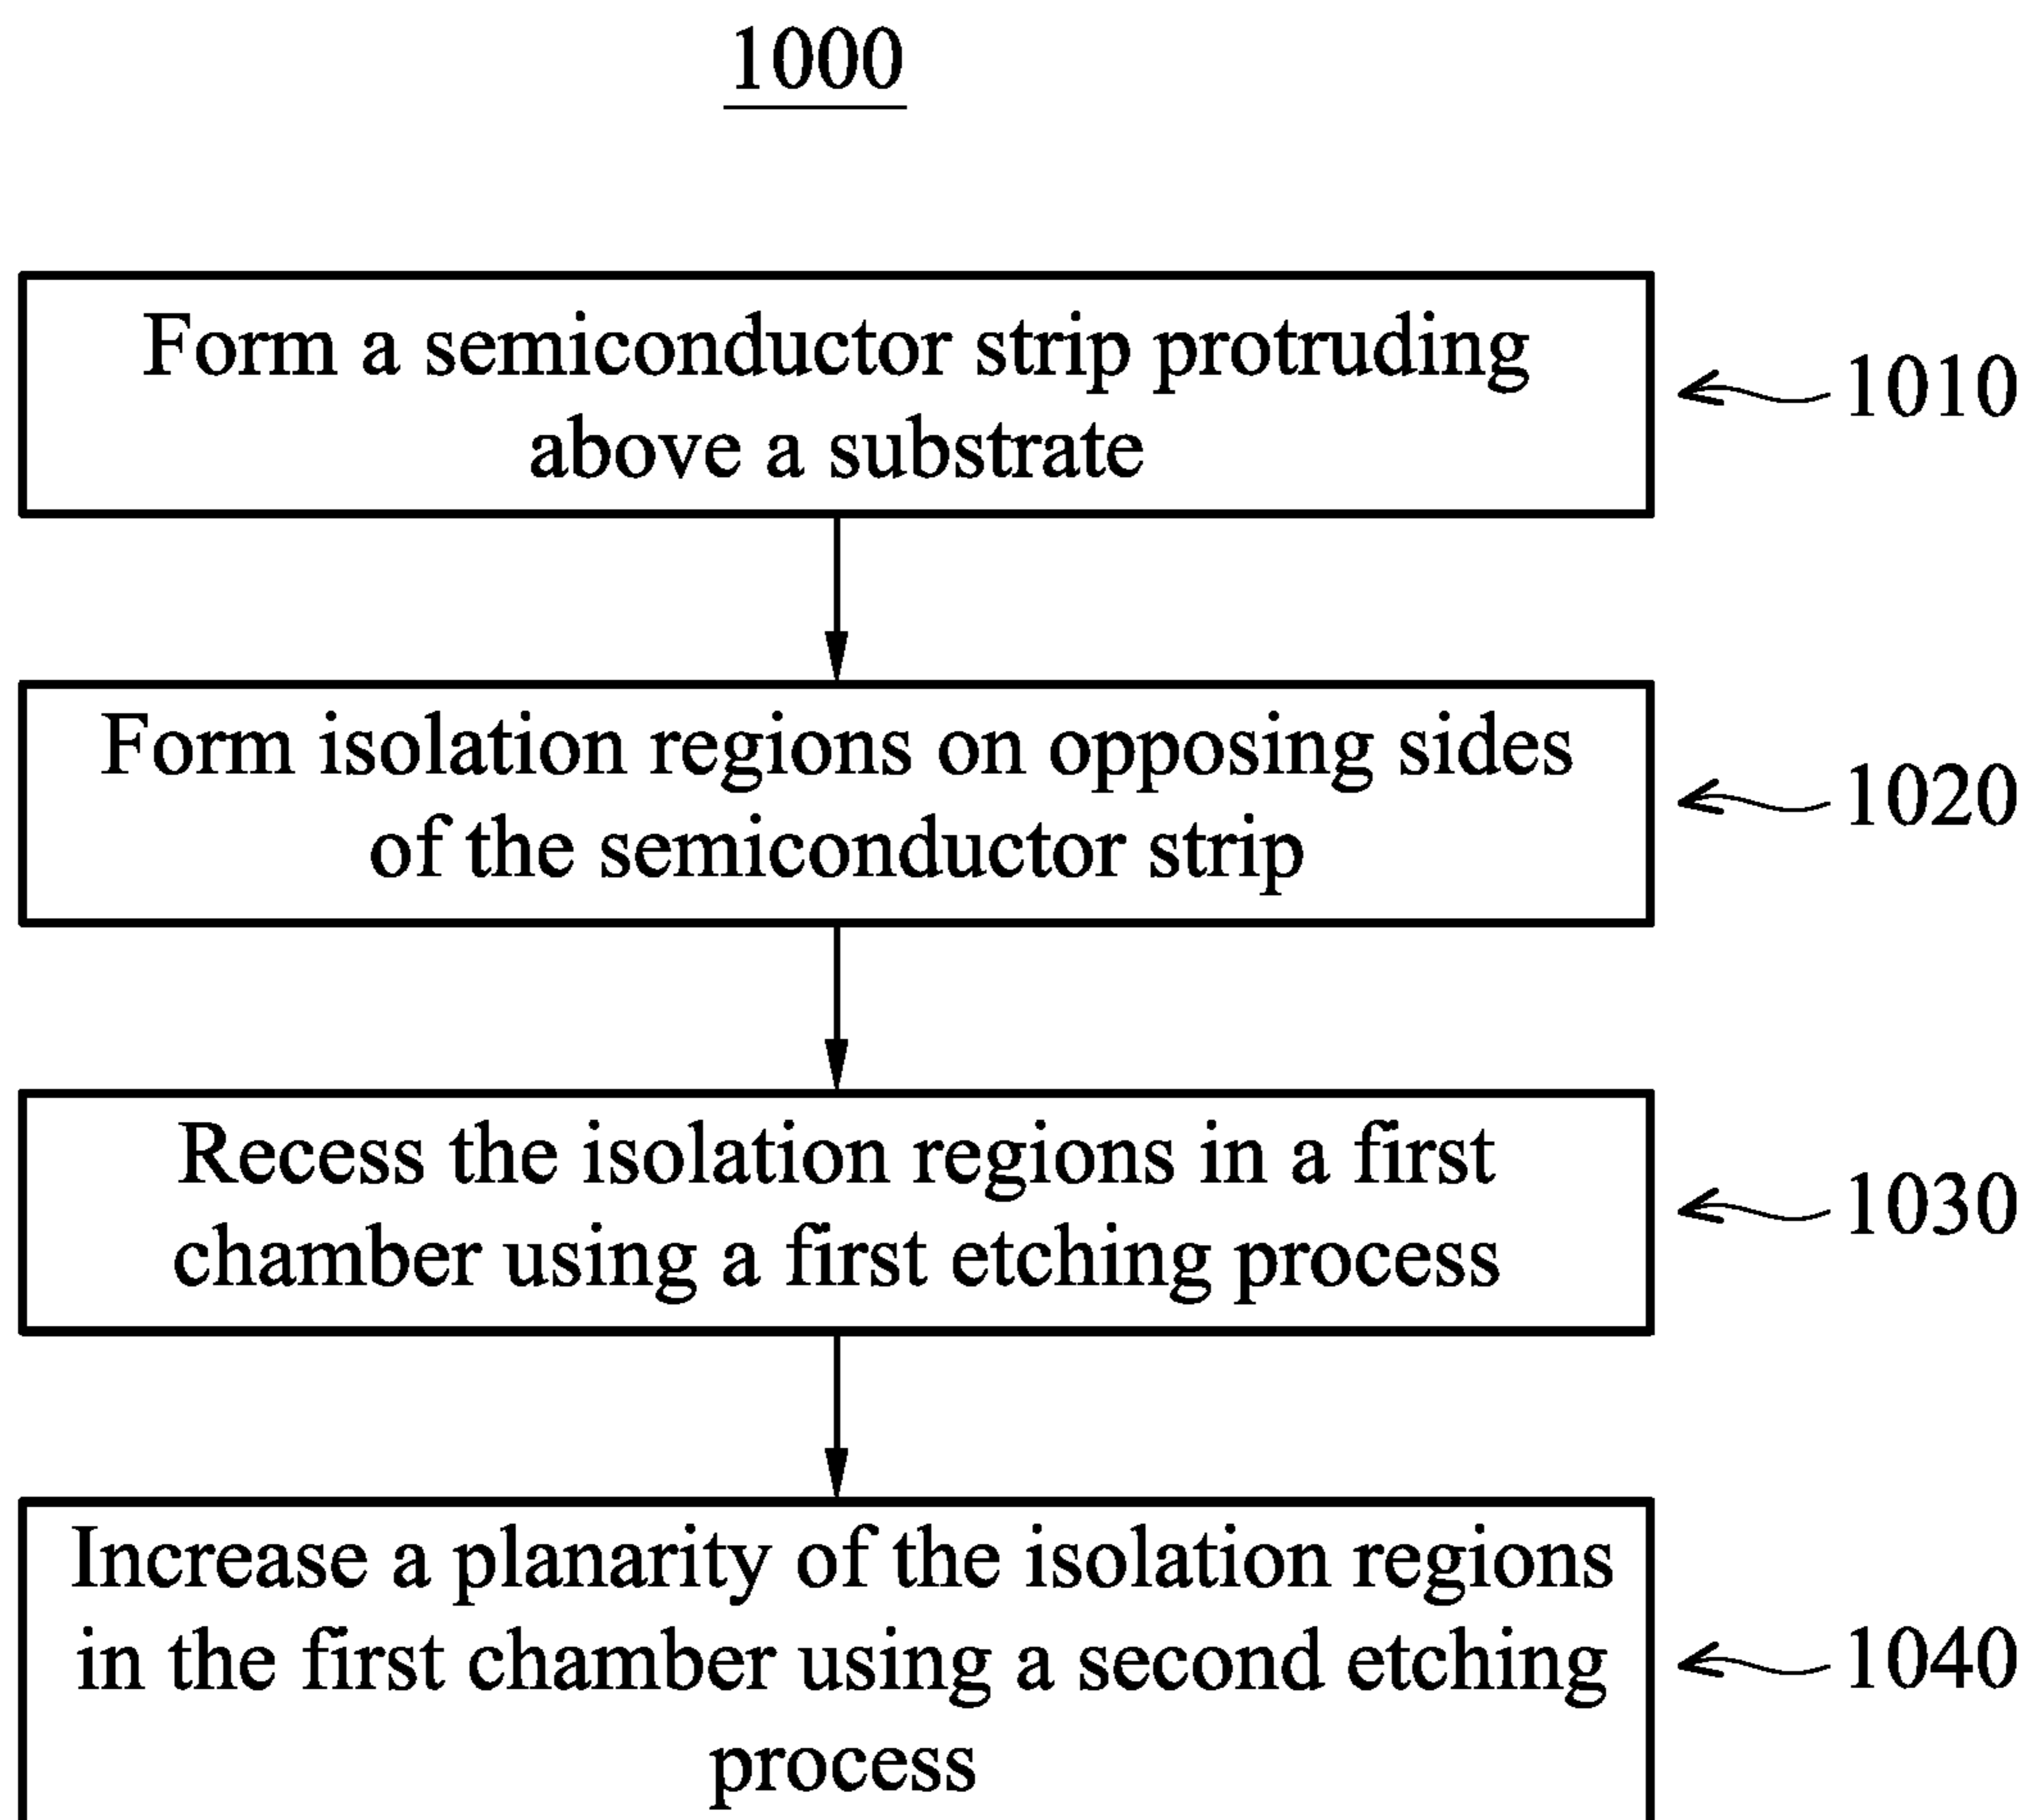 1000
Form a semiconductor strip protruding
above a substrate
1010
Form isolation regions on opposing sides
of the semiconductor strip
1020
Recess the isolation regions in a first
chamber using a first etching process
1030
Increase a planarity of the isolation regions
in the first chamber using a second etching
process
1040